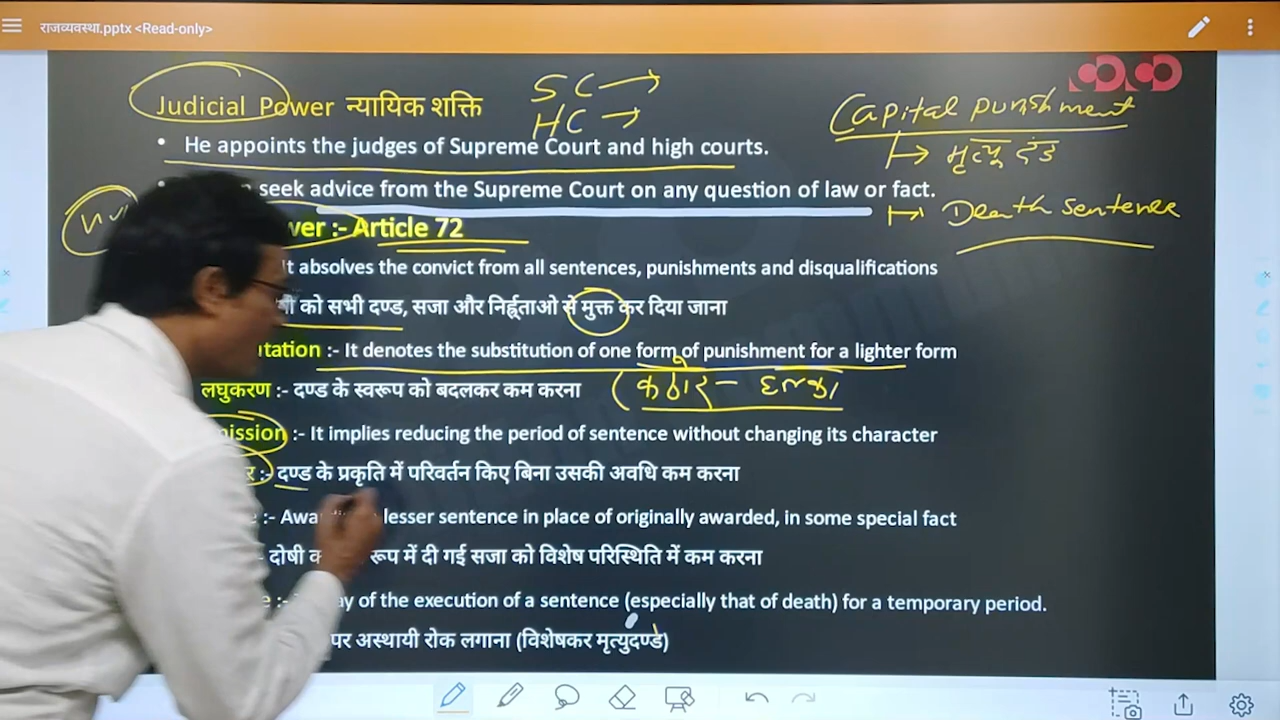 राजव्यवस्था.pptx <Read-only>
Judicial Power न्यायिक शक्ति
SC →
HC →
Capital punishment
→ मृत्यु दंड
• He appoints the judges of Supreme Court and high courts.
seek advice from the Supreme Court on any question of law or fact.
→ Death sentence
wer :- Article 72
It absolves the convict from all sentences, punishments and disqualifications
षी को सभी दण्ड, सजा और निर्हताओ से मुक्त कर दिया जाना
tation :- It denotes the substitution of one form of punishment for a lighter form
लघुकरण :- दण्ड के स्वरूप को बदलकर कम करना (कठोर – हल्का
ission :- It implies reducing the period of sentence without changing its character
र :- दण्ड के प्रकृति में परिवर्तन किए बिना उसकी अवधि कम करना
e :- lesser sentence in place of originally awarded, in some special fact
दोषी रूप में दी गई सजा को विशेष परिस्थिति में कम करना
e :- ay of the execution of a sentence (especially that of death) for a temporary period.
पर अस्थायी रोक लगाना (विशेषकर मृत्युदण्ड)